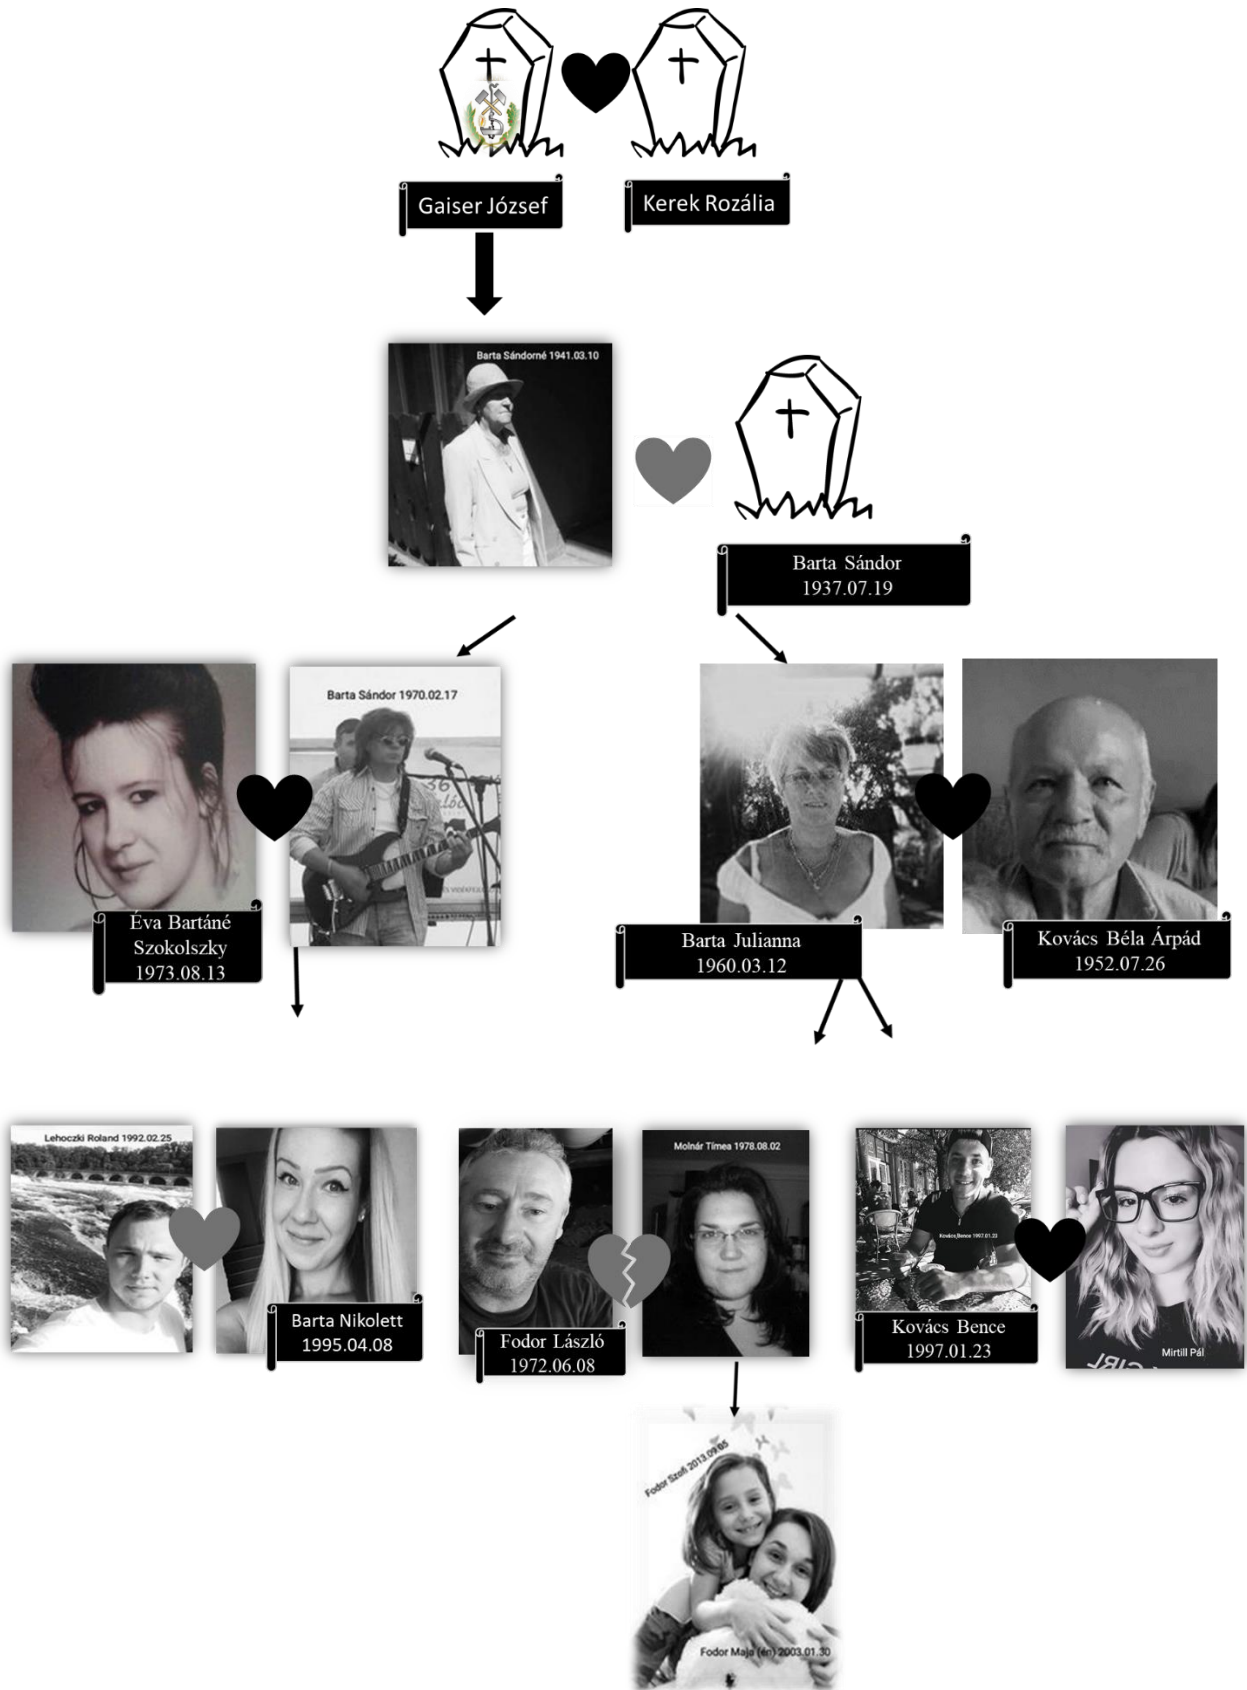 Gaiser József
Kerek Rozália
Barta Sándorné 1941.03.10
Barta Sándor
1937.07.19
Barta Sándor 1970.02.17
Éva Bartáné
Szokolszky
1973.08.13
Barta Julianna
1960.03.12
Kovács Béla Árpád
1952.07.26
Lehoczki Roland 1992.02.25
Barta Nikolett
1995.04.08
Fodor László
1972.06.08
Molnár Tímea 1978.08.02
Kovács Bence 1997.01.23
Kovács Bence
1997.01.23
Mirtill Pál
Fodor Szofi 2013.09.05
Fodor Maja (én) 2003.01.30